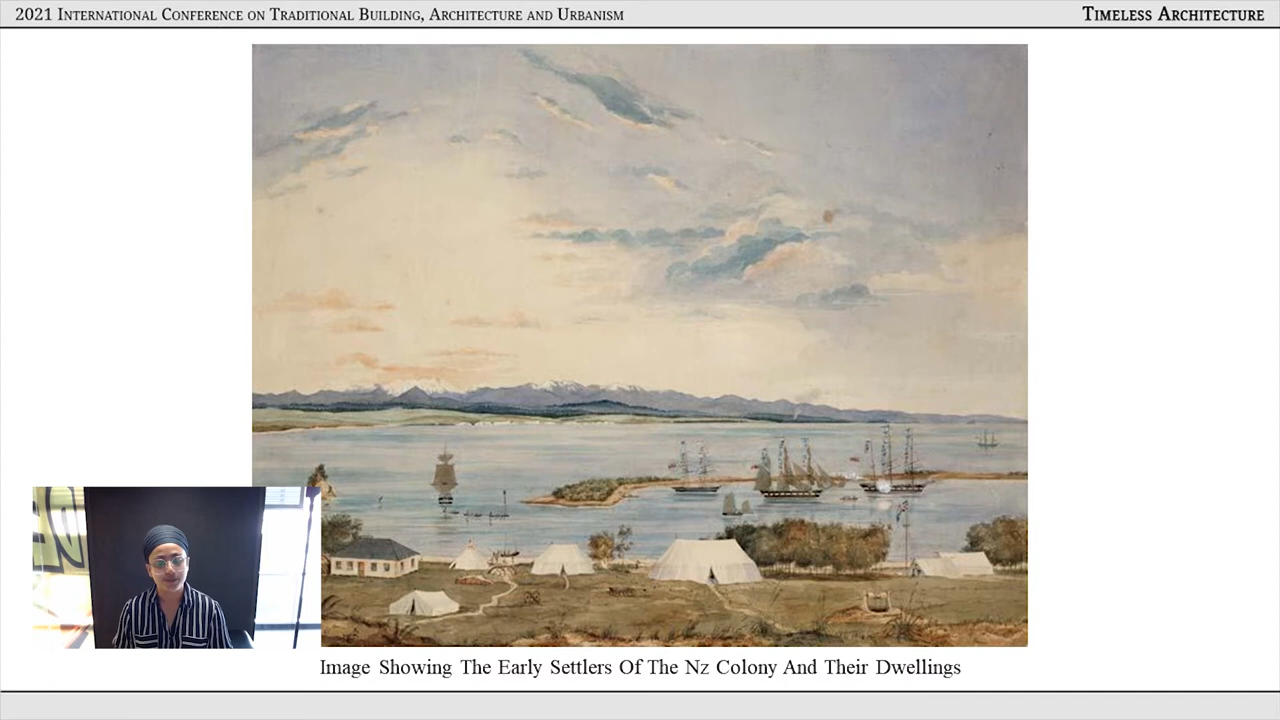 2021 International Conference on Traditional Building, Architecture and Urbanism
Timeless Architecture
Image Showing The Early Settlers Of The Nz Colony And Their Dwellings